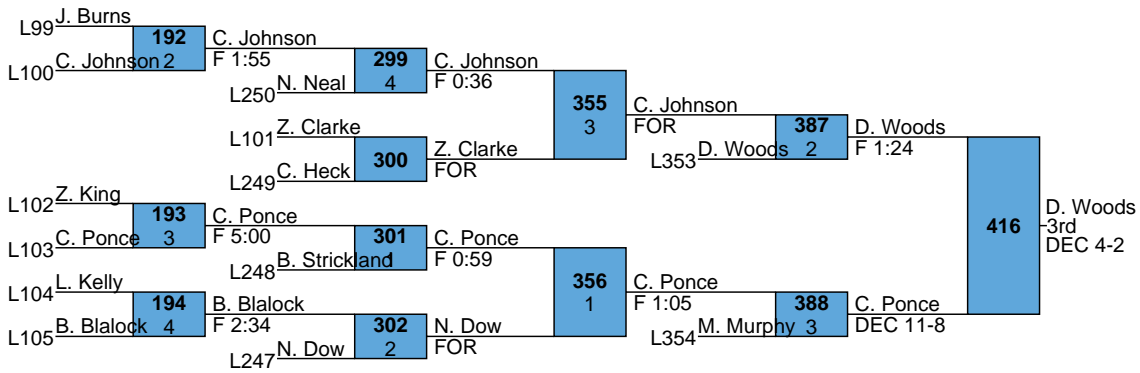 J. Burns
L99
192
2
C. Johnson
F 1:55
L100
C. Johnson
299
4
C. Johnson
F 0:36
L250
N. Neal
355
3
C. Johnson
FOR
L101
Z. Clarke
300
Z. Clarke
FOR
L249
C. Heck
387
2
D. Woods
F 1:24
L353
D. Woods
L102
Z. King
193
3
C. Ponce
F 5:00
L103
C. Ponce
301
1
C. Ponce
F 0:59
L248
B. Strickland
356
1
C. Ponce
F 1:05
L104
L. Kelly
194
4
B. Blalock
F 2:34
L105
B. Blalock
302
2
N. Dow
FOR
L247
N. Dow
388
3
C. Ponce
DEC 11-8
L354
M. Murphy
416
D. Woods
3rd
DEC 4-2